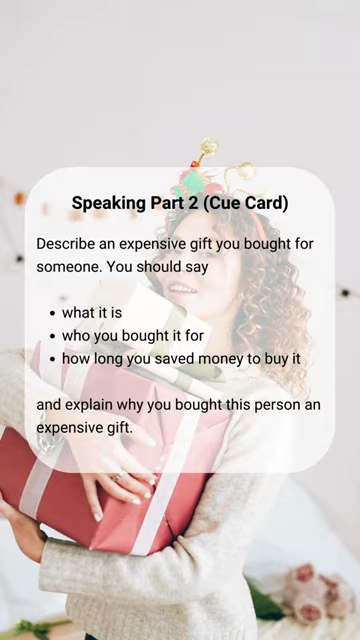 Speaking Part 2 (Cue Card)
Describe an expensive gift you bought for
someone. You should say
• what it is
• who you bought it for
• how long you saved money to buy it
and explain why you bought this person an
expensive gift.